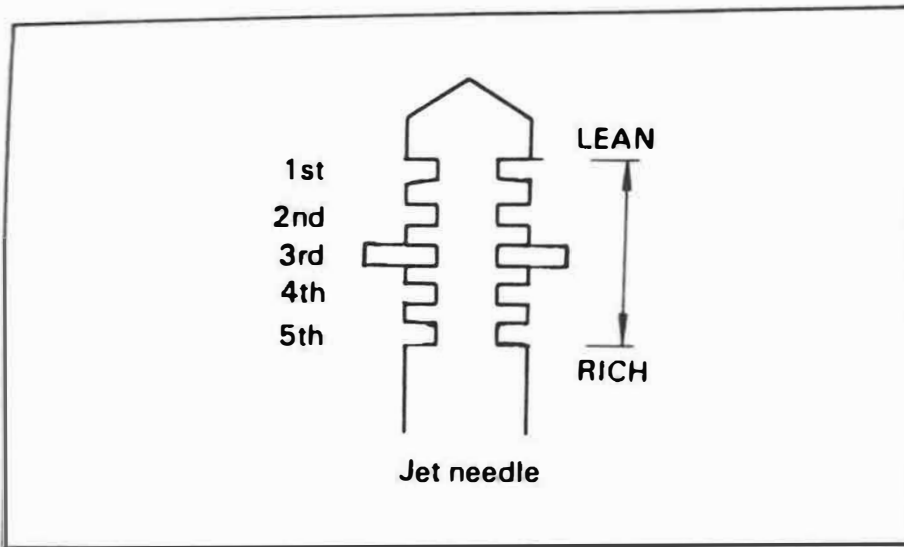 LEAN
1st
2nd
3rd
4th
5th
RICH
Jet needle